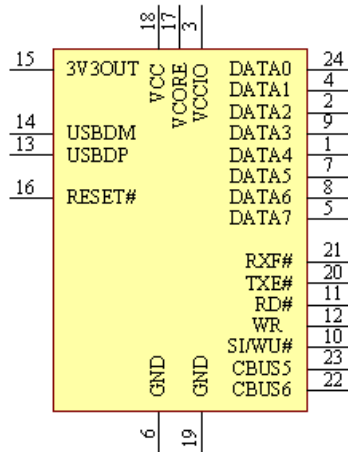 18 17 3
15 3V3OUT VCC VCORE VCCIO DATA0 24
DATA1 4
DATA2 2
14 USBDM DATA3 9
13 USBDP DATA4 1
DATA5 7
16 RESET# DATA6 8
DATA7 5
RXF# 21
TXE# 20
RD# 11
WR 12
SI/WU# 10
GND GND CBUS5 23
CBUS6 22
6 19